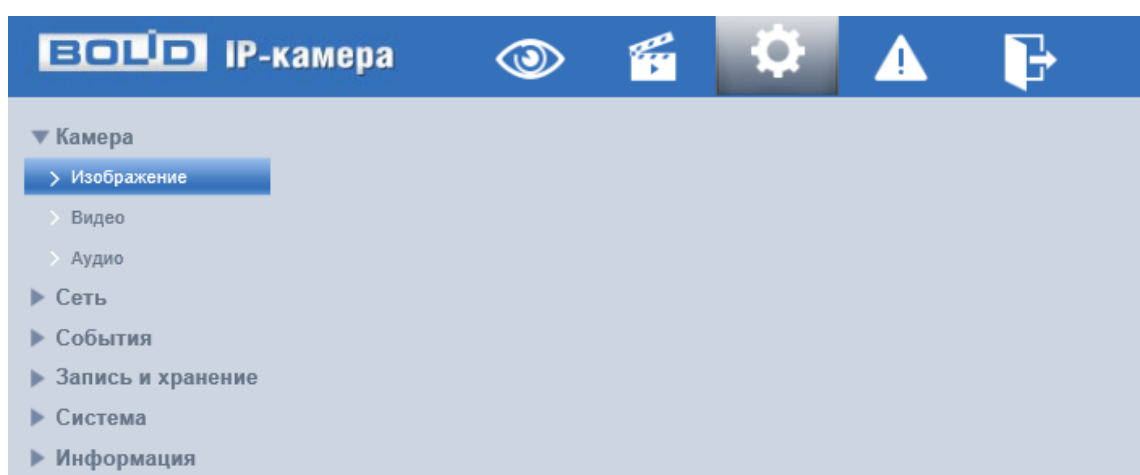 BOLID IP-камера
Камера
Изображение
Видео
Аудио
Сеть
События
Запись и хранение
Система
Информация